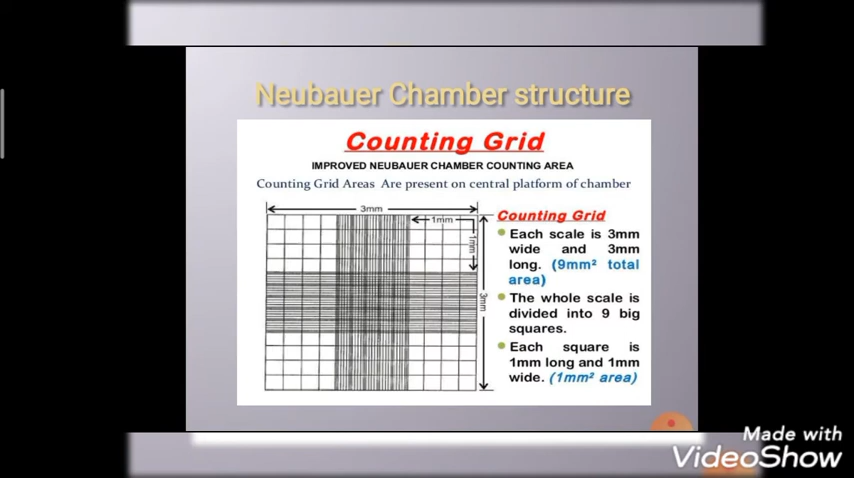 Neubauer Chamber structure
Counting Grid
IMPROVED NEUBAUER CHAMBER COUNTING AREA
Counting Grid Areas Are present on central platform of chamber
3mm
1mm
1mm
3mm
Counting Grid
Each scale is 3mm
wide and 3mm
long. (9mm² total
area)
The whole scale is
divided into 9 big
squares.
Each square is
1mm long and 1mm
wide. (1mm² area)
Made with
VideoShow